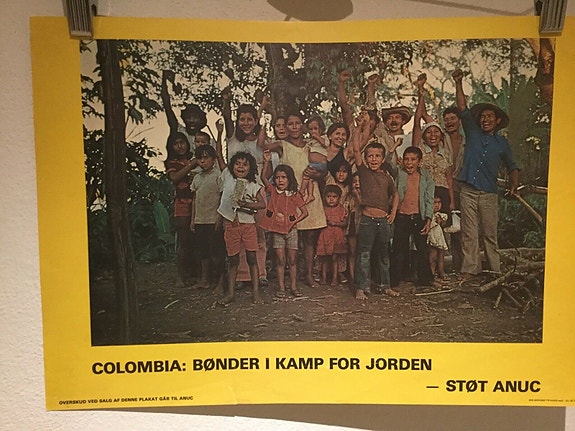 COLOMBIA: BØNDER I KAMP FOR JORDEN
– STØT ANUC
OVERSKUD VED SALG AF DENNE PLAKAT GÅR TIL ANUC